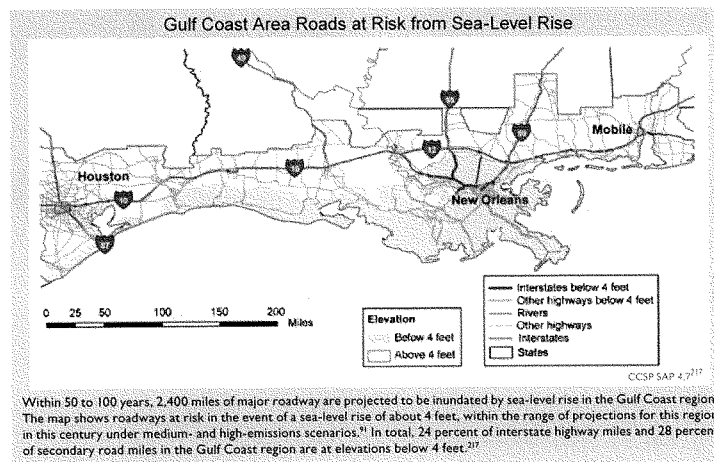 Gulf Coast Area Roads at Risk from Sea-Level Rise
Mobile
Houston
New Orleans
0 25 50 100 150 200
Miles
Elevation
Below 4 feet
Above 4 feet
Interstates below 4 feet
Other highways below 4 feet
Rivers
Other highways
Interstates
States
CCSP SAP 4.7²¹⁷
Within 50 to 100 years, 2,400 miles of major roadway are projected to be inundated by sea-level rise in the Gulf Coast region
The map shows roadways at risk in the event of a sea-level rise of about 4 feet, within the range of projections for this region
in this century under medium- and high-emissions scenarios.⁹¹ In total, 24 percent of interstate highway miles and 28 percen
of secondary road miles in the Gulf Coast region are at elevations below 4 feet.²¹⁷